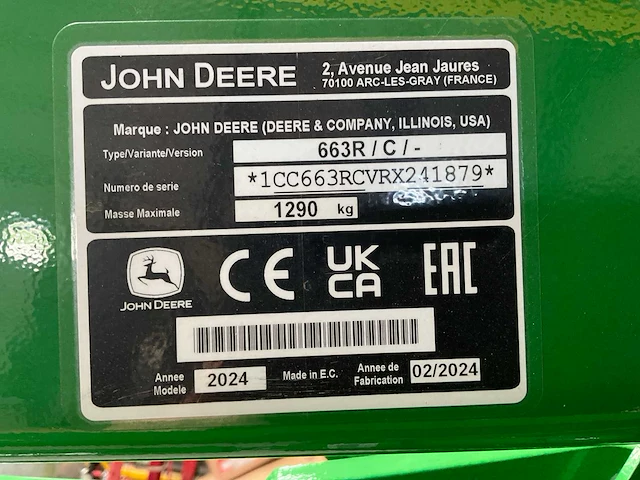 JOHN DEERE
2, Avenue Jean Jaures
70100 ARC-LES-GRAY (FRANCE)
Marque : JOHN DEERE (DEERE & COMPANY, ILLINOIS, USA)
Type/Variante/Version 663R / C / -
Numero de serie *1CC663RCVRX241879*
Masse Maximale 1290 kg
JOHN DEERE
CE
UK
CA
EAC
Annee
Modele
2024
Made in E.C.
Annee de
Fabrication
02/2024